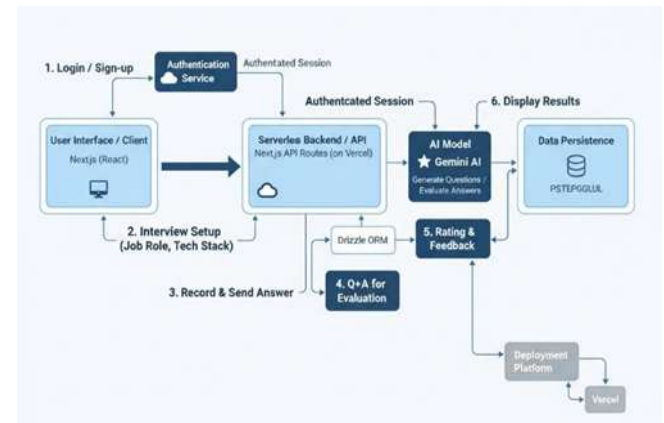 1. Login / Sign-up
Authentication
Service
Authentated Session
Authentcated Session
6. Display Results
User Interface / Client
Next.js (React)
Serverless Backend / API
Next.js API Routes (on Vercel)
AI Model
Gemini AI
Generate Questions /
Evaluate Answers
Data Persistence
PSTEPGGLUL
2. Interview Setup
(Job Role, Tech Stack)
Drizzle ORM
5. Rating &
Feedback
3. Record & Send Answer
4. Q+A for
Evaluation
Deployment
Platform
Vercel